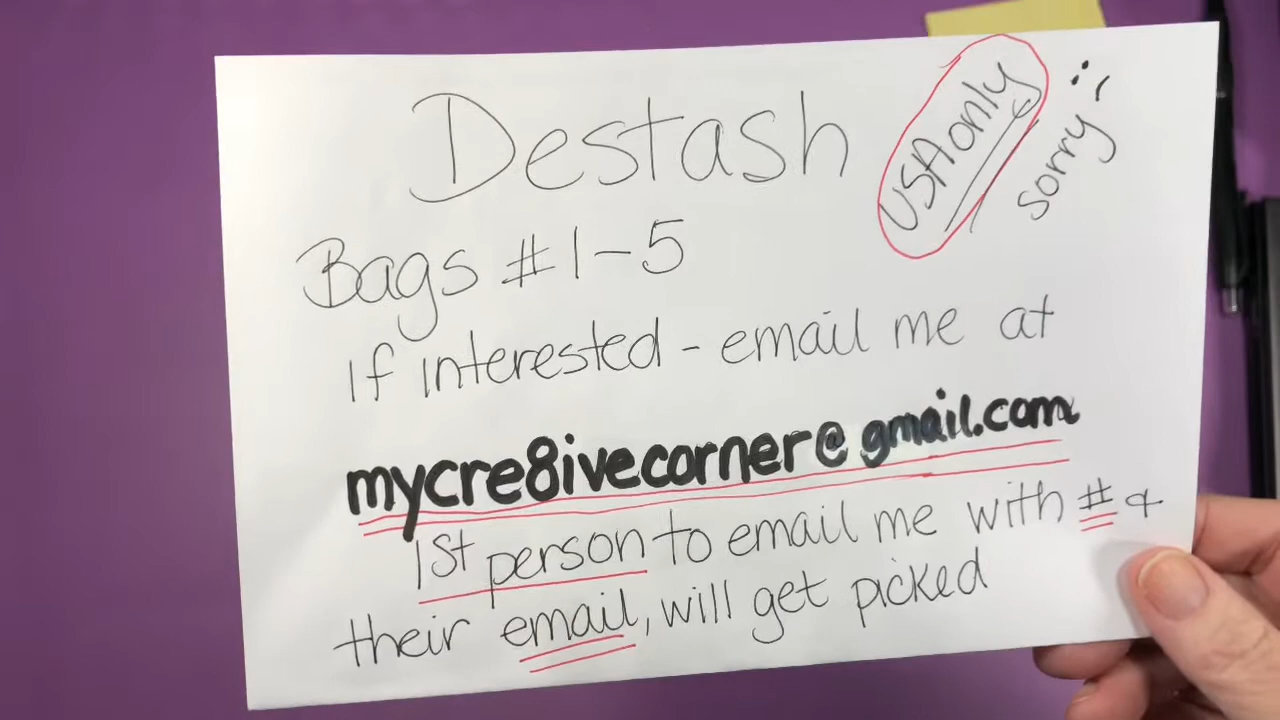 Destash
USA only
sorry :(
Bags #1-5
If interested - email me at
mycre8ivecorner@gmail.com
1st person to email me with # &
their email, will get picked